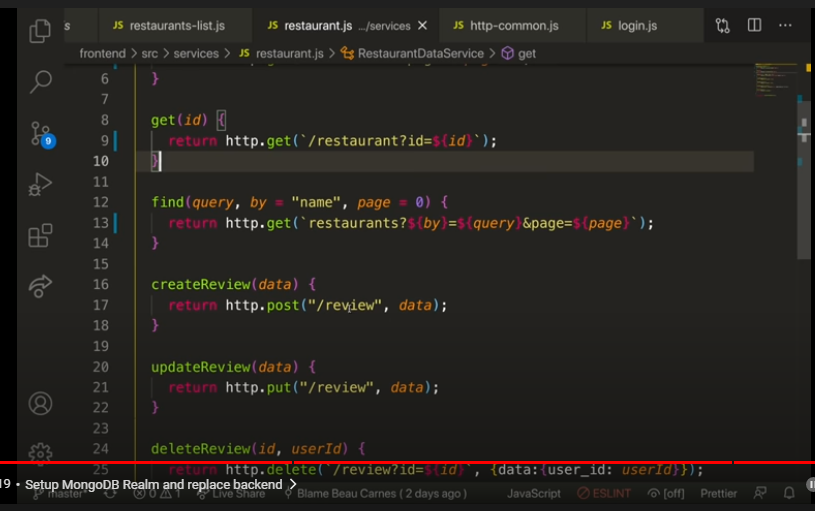 s JS restaurants-list.js JS restaurant.js .../services × JS http-common.js JS login.js ...
frontend > src > services > JS restaurant.js > RestaurantDataService > get
6 }
7
8 get(id) {
9 return http.get(`/restaurant?id=${id}`);
10 }
11
12 find(query, by = "name", page = 0) {
13 return http.get(`restaurants?${by}=${query}&page=${page}`);
14 }
15
16 createReview(data) {
17 return http.post("/review", data);
18 }
19
20 updateReview(data) {
21 return http.put("/review", data);
22 }
23
24 deleteReview(id, userId) {
25 return http.delete(`/review?id=${id}`, {data:{user_id: userId}});
9
19 • Setup MongoDB Realm and replace backend >
master* 0 1 Live Share Blame Beau Carnes ( 2 days ago ) JavaScript ESLINT [off] Prettier